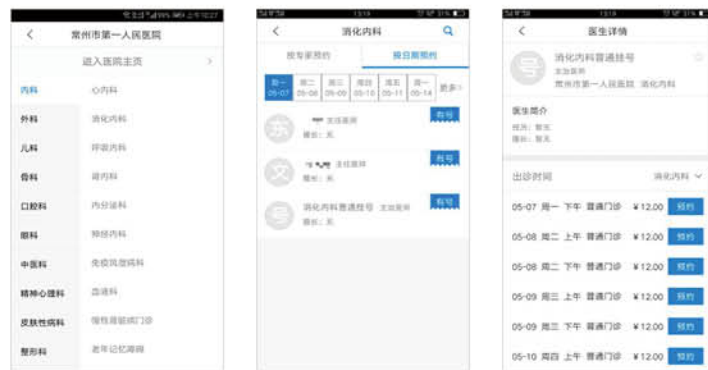 常州市第一人民医院
进入医院主页
内科 心内科
外科 消化内科
儿科 呼吸内科
骨科 肾内科
口腔科 内分泌科
眼科 神经内科
中医科 免疫风湿病科
精神心理科 血液科
皮肤性病科 慢性肾脏病门诊
整形科 老年记忆障碍
13:19
消化内科
按专家预约 按日期预约
周一 周二 周三 周四 周五 周一 更多
05-07 05-08 05-09 05-10 05-11 05-14
东 主任医师 有号
擅长：无
文 主任医师 有号
擅长：无
号 消化内科普通挂号 主治医师 有号
擅长：无
13:19
医生详情
号 消化内科普通挂号
主治医师
常州市第一人民医院 消化内科
医生简介
擅长：暂无
出诊时间 消化内科
05-07 周一 下午 普通门诊 ￥12.00 预约
05-08 周二 上午 普通门诊 ￥12.00 预约
05-08 周二 下午 普通门诊 ￥12.00 预约
05-09 周三 上午 普通门诊 ￥12.00 预约
05-09 周三 下午 普通门诊 ￥12.00 预约
05-10 周四 上午 普通门诊 ￥12.00 预约